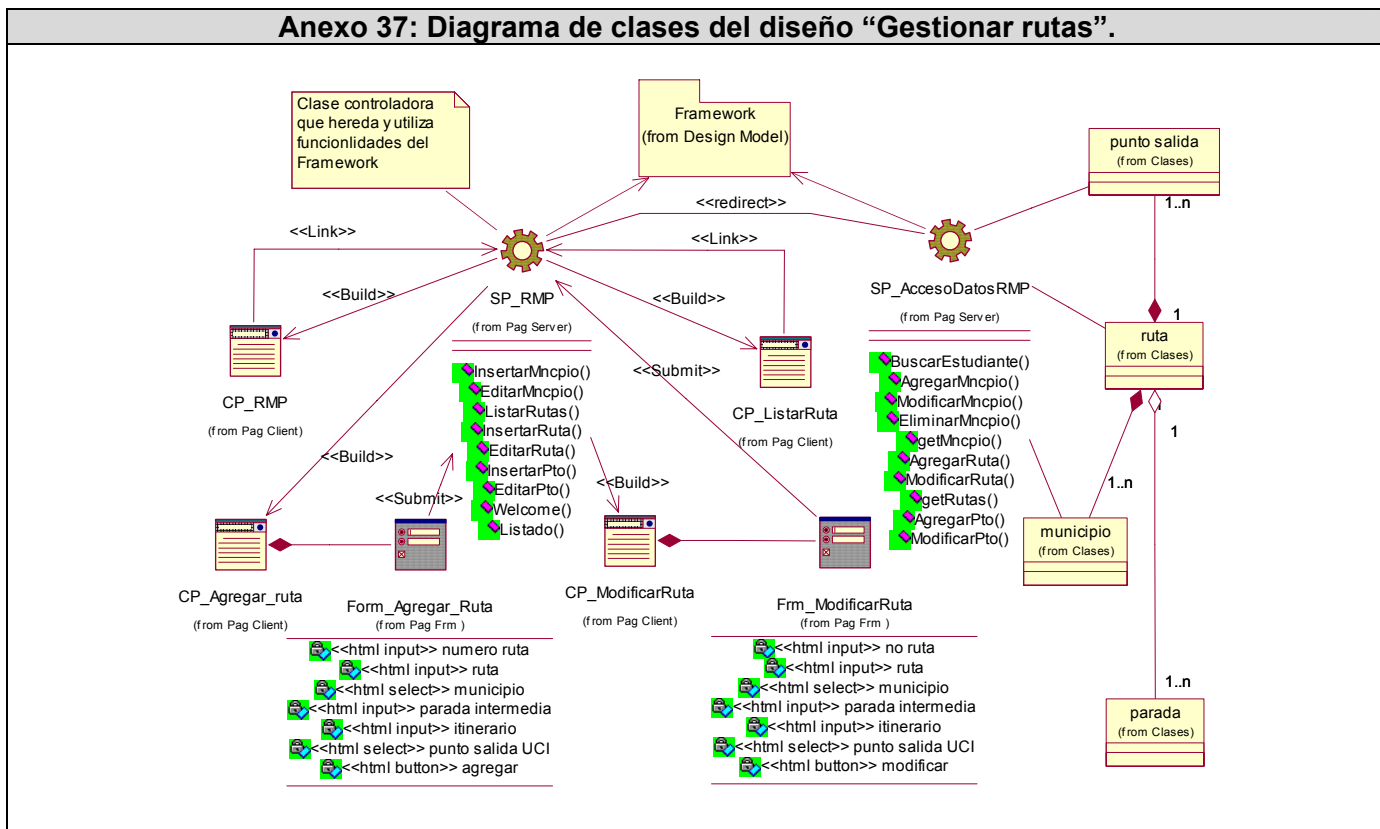 Anexo 37: Diagrama de clases del diseño “Gestionar rutas”.
Clase controladora
que hereda y utiliza
funcionlidades del
Framework
Framework
(from Design Model)
punto salida
(from Clases)
<<redirect>>
1..n
<<Link>>
<<Link>>
<<Build>>
<<Build>>
SP_RMP
(from Pag Server)
InsertarMncpio()
EditarMncpio()
ListarRutas()
InsertarRuta()
EditarRuta()
InsertarPto()
EditarPto()
Welcome()
Listado()
SP_AccesoDatosRMP
(from Pag Server)
BuscarEstudiante()
AgregarMncpio()
ModificarMncpio()
EliminarMncpio()
getMncpio()
AgregarRuta()
ModificarRuta()
getRutas()
AgregarPto()
ModificarPto()
1
ruta
(from Clases)
1
1
CP_RMP
(from Pag Client)
<<Submit>>
CP_ListarRuta
(from Pag Client)
<<Build>>
<<Submit>>
<<Build>>
1..n
municipio
(from Clases)
CP_Agregar_ruta
(from Pag Client)
Form_Agregar_Ruta
(from Pag Frm )
<<html input>> numero ruta
<<html input>> ruta
<<html select>> municipio
<<html input>> parada intermedia
<<html input>> itinerario
<<html select>> punto salida UCI
<<html button>> agregar
CP_ModificarRuta
(from Pag Client)
Frm_ModificarRuta
(from Pag Frm )
<<html input>> no ruta
<<html input>> ruta
<<html select>> municipio
<<html input>> parada intermedia
<<html input>> itinerario
<<html select>> punto salida UCI
<<html button>> modificar
1..n
parada
(from Clases)